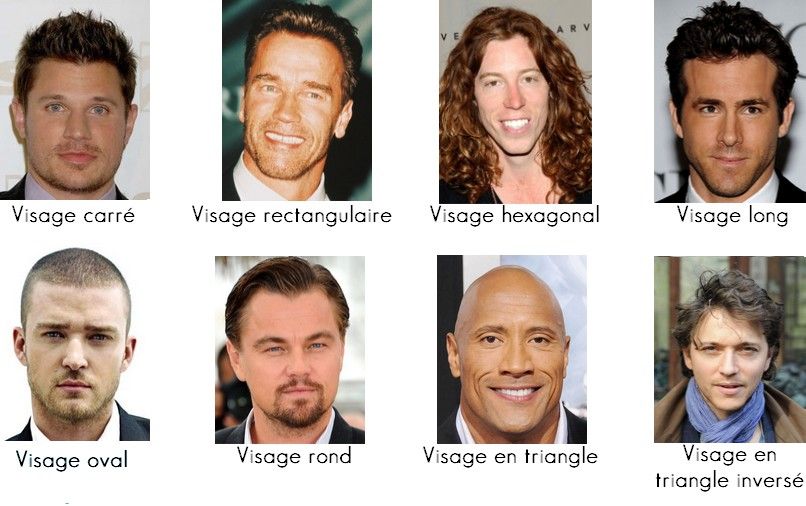 Visage carré
Visage rectangulaire
Visage hexagonal
Visage long
Visage oval
Visage rond
Visage en triangle
Visage en
triangle inversé